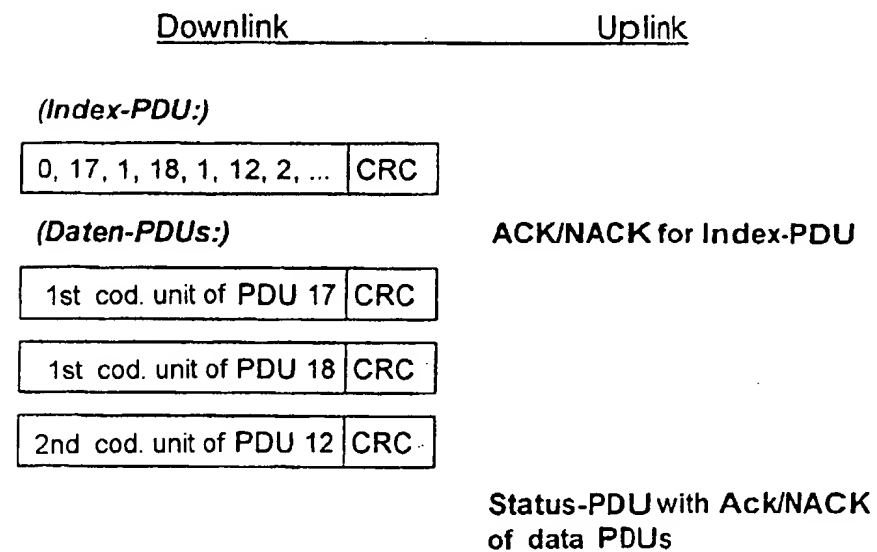 Downlink Uplink
(Index-PDU:)
0, 17, 1, 18, 1, 12, 2, ... CRC
(Daten-PDUs:) ACK/NACK for Index-PDU
1st cod. unit of PDU 17 CRC
1st cod. unit of PDU 18 CRC
2nd cod. unit of PDU 12 CRC
Status-PDU with Ack/NACK
of data PDUs